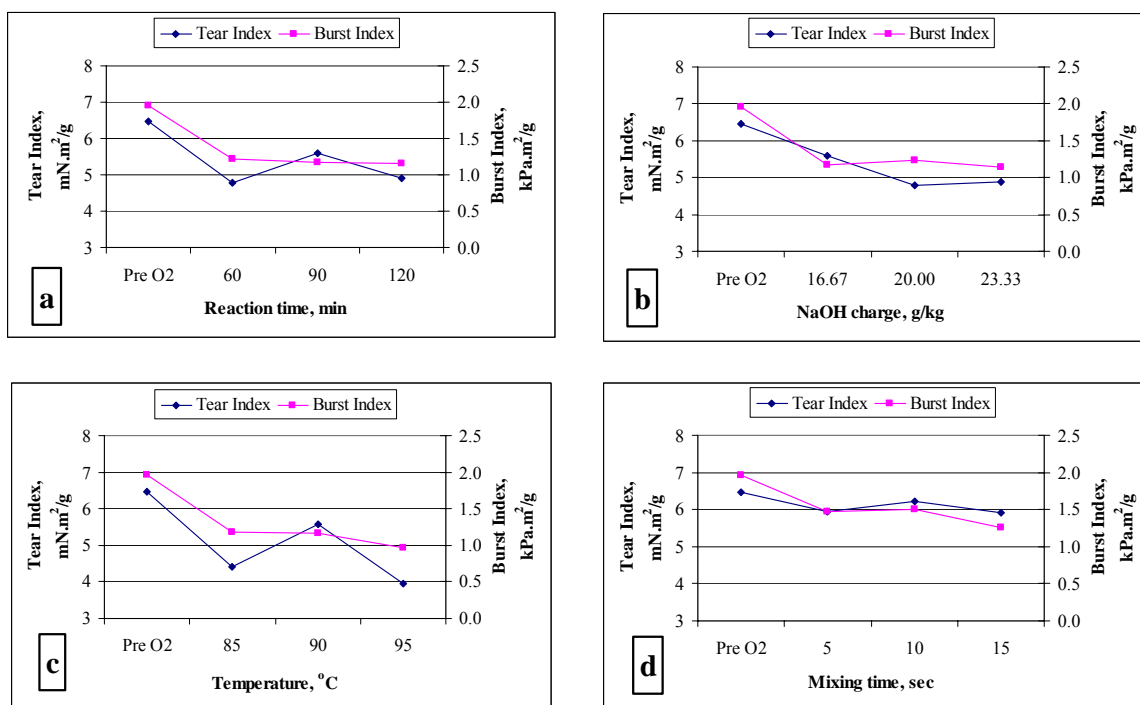 Tear Index Burst Index
8
7
6
5
4
3
2.5
2.0
1.5
1.0
0.5
0.0
Tear Index,
mN.m²/g
Burst Index,
kPa.m²/g
Pre O2 60 90 120
Reaction time, min
a
Tear Index Burst Index
8
7
6
5
4
3
2.5
2.0
1.5
1.0
0.5
0.0
Tear Index,
mN.m²/g
Burst Index,
kPa.m²/g
Pre O2 16.67 20.00 23.33
NaOH charge, g/kg
b
Tear Index Burst Index
8
7
6
5
4
3
2.5
2.0
1.5
1.0
0.5
0.0
Tear Index,
mN.m²/g
Burst Index,
kPa.m²/g
Pre O2 85 90 95
Temperature, °C
c
Tear Index Burst Index
8
7
6
5
4
3
2.5
2.0
1.5
1.0
0.5
0.0
Tear Index,
mN.m²/g
Burst Index,
kPa.m²/g
Pre O2 5 10 15
Mixing time, sec
d